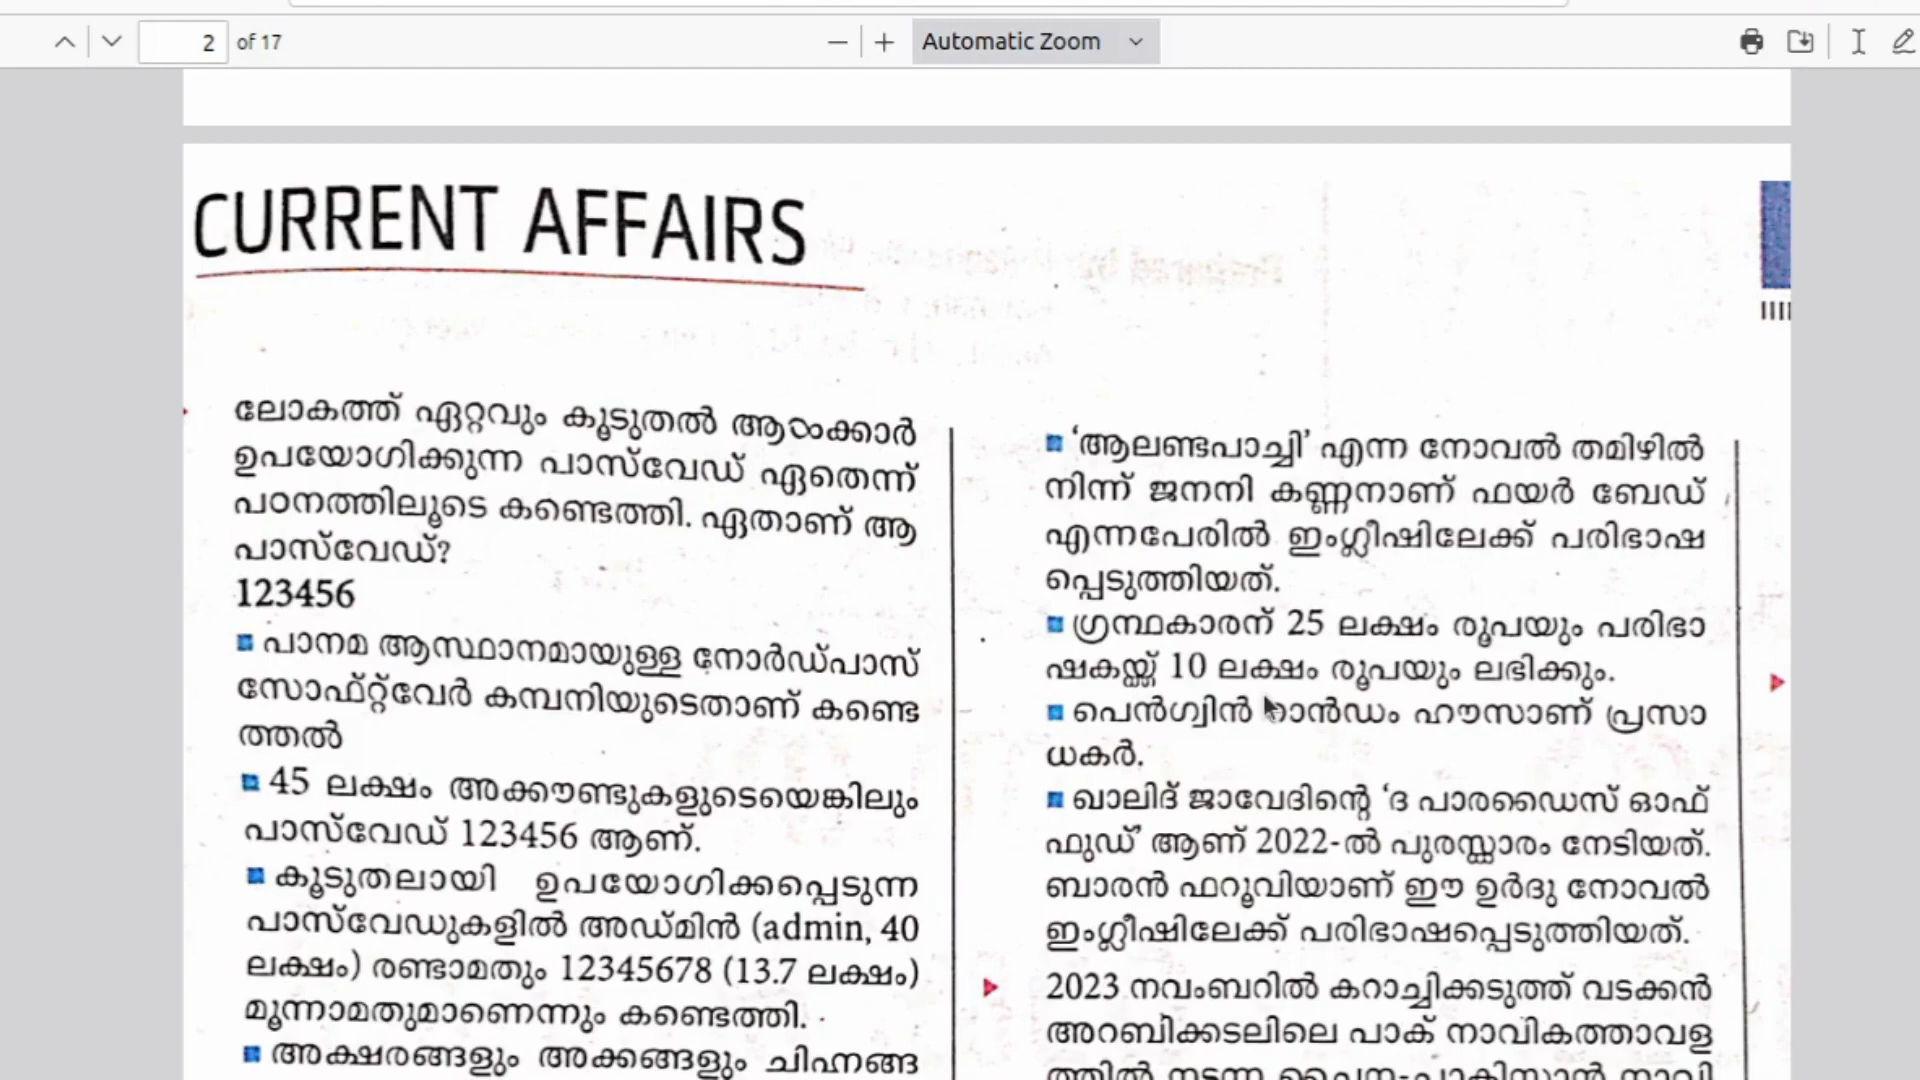 2 of 17
Automatic Zoom
CURRENT AFFAIRS
ലോകത്ത് ഏറ്റവും കൂടുതൽ ആൾക്കാർ
ഉപയോഗിക്കുന്ന പാസ്‌വേഡ് ഏതെന്ന്
പഠനത്തിലൂടെ കണ്ടെത്തി. ഏതാണ് ആ
പാസ്‌വേഡ്?
123456
പാനമ ആസ്ഥാനമായുള്ള നോർഡ്പാസ്
സോഫ്റ്റ്‌വേർ കമ്പനിയുടെതാണ് കണ്ടെ
ത്തൽ
45 ലക്ഷം അക്കൗണ്ടുകളുടെയെങ്കിലും
പാസ്‌വേഡ് 123456 ആണ്.
കൂടുതലായി ഉപയോഗിക്കപ്പെടുന്ന
പാസ്‌വേഡുകളിൽ അഡ്മിൻ (admin, 40
ലക്ഷം) രണ്ടാമതും 12345678 (13.7 ലക്ഷം)
മൂന്നാമതുമാണെന്നും കണ്ടെത്തി.
അക്ഷരങ്ങളും അക്കങ്ങളും ചിഹ്നങ്ങ
'ആലണ്ടപാച്ചി' എന്ന നോവൽ തമിഴിൽ
നിന്ന് ജനനി കണ്ണനാണ് ഫയർ ബേഡ്
എന്നപേരിൽ ഇംഗ്ലീഷിലേക്ക് പരിഭാഷ
പ്പെടുത്തിയത്.
ഗ്രന്ഥകാരന് 25 ലക്ഷം രൂപയും പരിഭാ
ഷകയ്ക്ക് 10 ലക്ഷം രൂപയും ലഭിക്കും.
പെൻഗ്വിൻ റാൻഡം ഹൗസാണ് പ്രസാ
ധകർ.
ഖാലിദ് ജാവേദിന്റെ 'ദ പാരഡൈസ് ഓഫ്
ഫുഡ്' ആണ് 2022-ൽ പുരസ്കാരം നേടിയത്.
ബാരൻ ഫറൂഖിയാണ് ഈ ഉർദു നോവൽ
ഇംഗ്ലീഷിലേക്ക് പരിഭാഷപ്പെടുത്തിയത്.
2023 നവംബറിൽ കറാച്ചിക്കടുത്ത് വടക്കൻ
അറബിക്കടലിലെ പാക് നാവികത്താവള
ത്തിൽ നടന്ന ചൈന-പാകിസ്താൻ നാവി